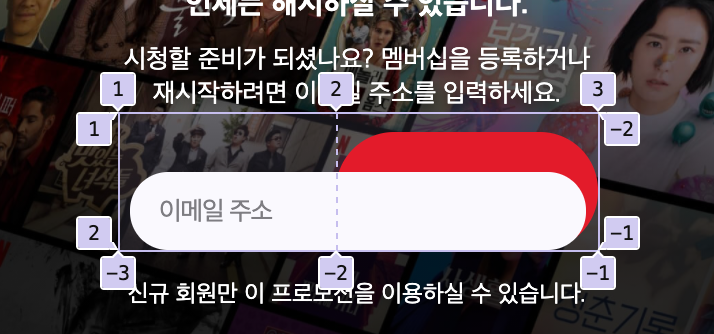 언제든 해지하실 수 있습니다.
시청할 준비가 되셨나요? 멤버십을 등록하거나
재시작하려면 이메일 주소를 입력하세요.
1 2 3
1 −2
이메일 주소
2 −1
−3 −2 −1
신규 회원만 이 프로모션을 이용하실 수 있습니다.